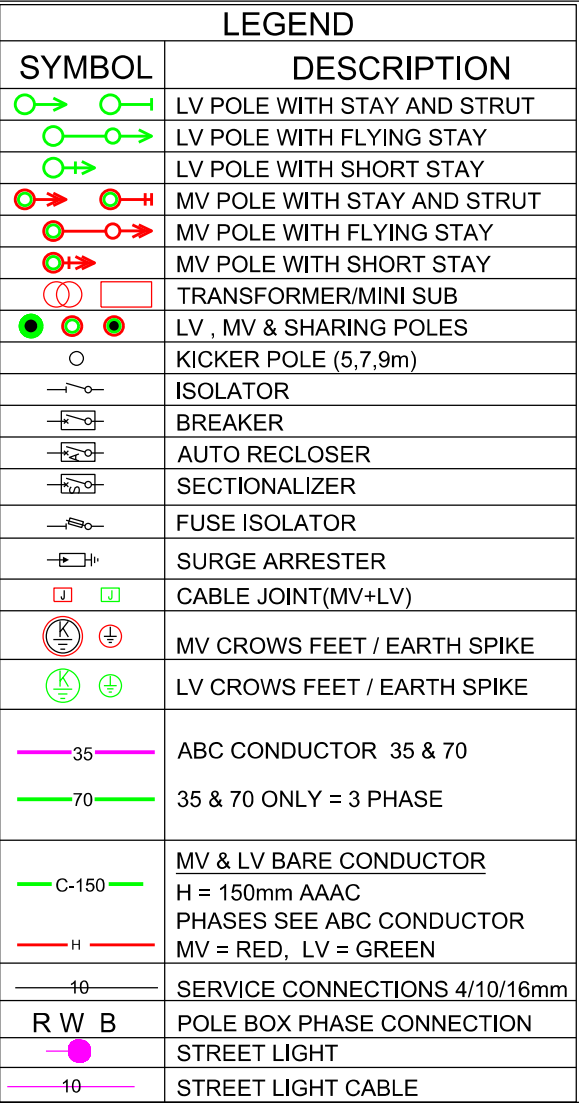 LEGEND
SYMBOL DESCRIPTION
LV POLE WITH STAY AND STRUT
LV POLE WITH FLYING STAY
LV POLE WITH SHORT STAY
MV POLE WITH STAY AND STRUT
MV POLE WITH FLYING STAY
MV POLE WITH SHORT STAY
TRANSFORMER/MINI SUB
LV , MV & SHARING POLES
KICKER POLE (5,7,9m)
ISOLATOR
BREAKER
A AUTO RECLOSER
S SECTIONALIZER
FUSE ISOLATOR
SURGE ARRESTER
J J CABLE JOINT(MV+LV)
K MV CROWS FEET / EARTH SPIKE
K LV CROWS FEET / EARTH SPIKE
35 ABC CONDUCTOR 35 & 70
70 35 & 70 ONLY = 3 PHASE
MV & LV BARE CONDUCTOR
C-150 H = 150mm AAAC
PHASES SEE ABC CONDUCTOR
H MV = RED, LV = GREEN
10 SERVICE CONNECTIONS 4/10/16mm
R W B POLE BOX PHASE CONNECTION
STREET LIGHT
10 STREET LIGHT CABLE